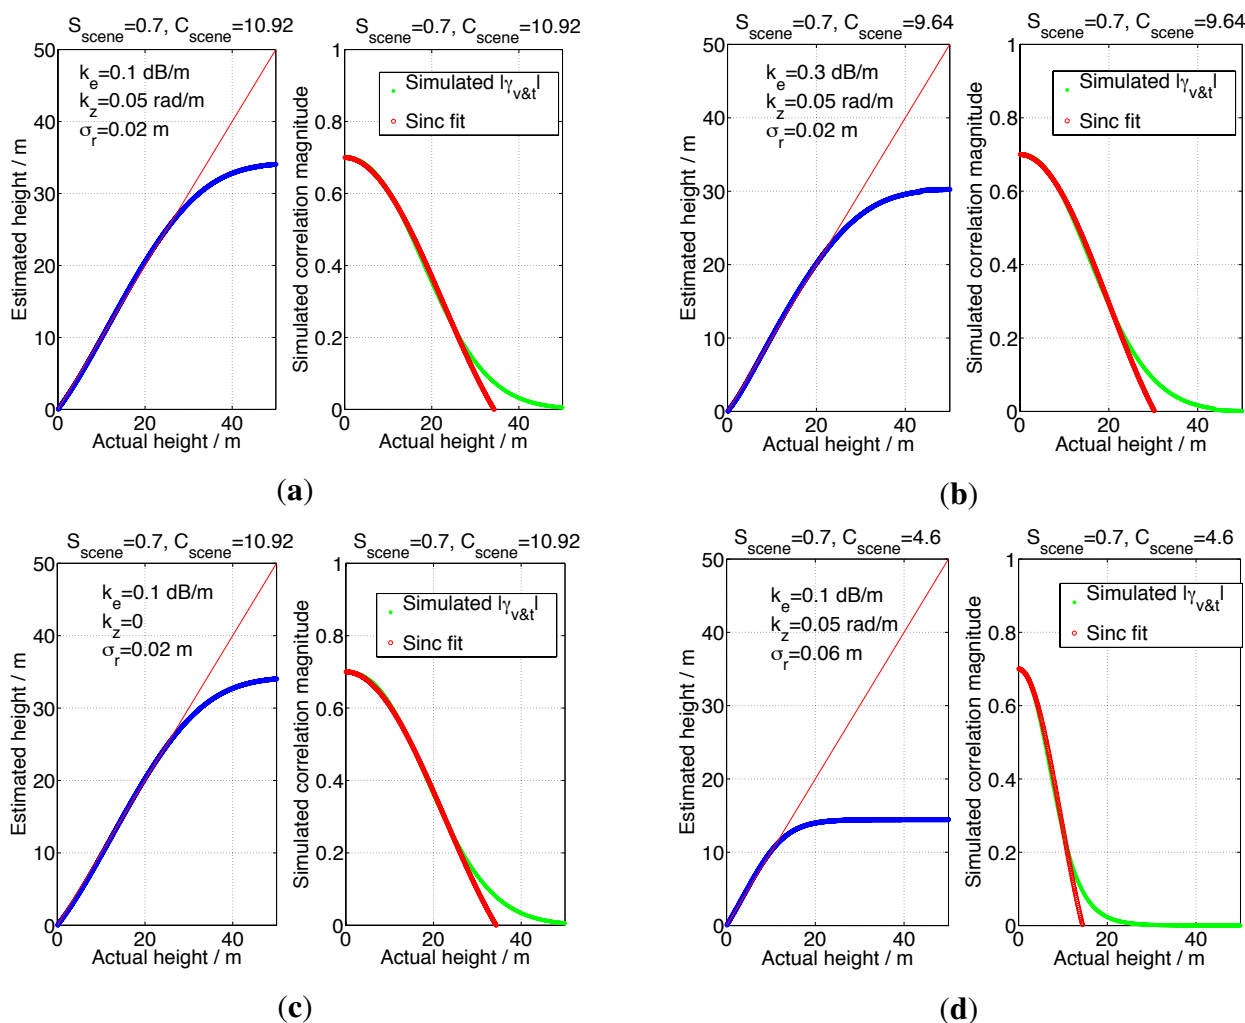 S_scene=0.7, C_scene=10.92
S_scene=0.7, C_scene=10.92
50
40
30
20
10
0
Estimated height / m
k_e=0.1 dB/m
k_z=0.05 rad/m
σ_r=0.02 m
0
20
40
Actual height / m
1
0.8
0.6
0.4
0.2
0
Simulated correlation magnitude
Simulated |γ_v&t|
Sinc fit
0
20
40
Actual height / m
(a)
S_scene=0.7, C_scene=9.64
S_scene=0.7, C_scene=9.64
50
40
30
20
10
0
Estimated height / m
k_e=0.3 dB/m
k_z=0.05 rad/m
σ_r=0.02 m
0
20
40
Actual height / m
1
0.8
0.6
0.4
0.2
0
Simulated correlation magnitude
Simulated |γ_v&t|
Sinc fit
0
20
40
Actual height / m
(b)
S_scene=0.7, C_scene=10.92
S_scene=0.7, C_scene=10.92
50
40
30
20
10
0
Estimated height / m
k_e=0.1 dB/m
k_z=0
σ_r=0.02 m
0
20
40
Actual height / m
1
0.8
0.6
0.4
0.2
0
Simulated correlation magnitude
Simulated |γ_v&t|
Sinc fit
0
20
40
Actual height / m
(c)
S_scene=0.7, C_scene=4.6
S_scene=0.7, C_scene=4.6
50
40
30
20
10
0
Estimated height / m
k_e=0.1 dB/m
k_z=0.05 rad/m
σ_r=0.06 m
0
20
40
Actual height / m
1
0.8
0.6
0.4
0.2
0
Simulated correlation magnitude
Simulated |γ_v&t|
Sinc fit
0
20
40
Actual height / m
(d)